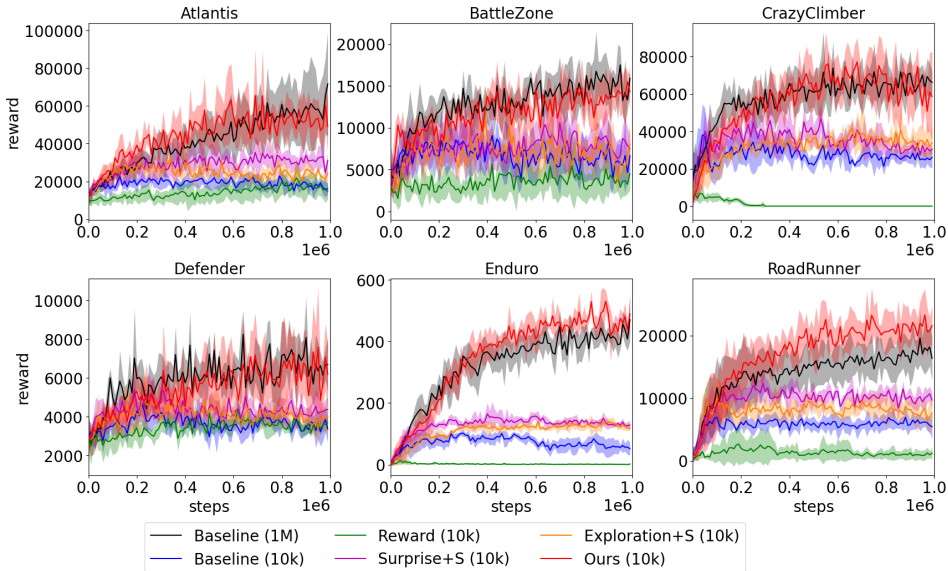 Atlantis BattleZone CrazyClimber
100000
80000
60000
40000
20000
0
reward
0.0 0.2 0.4 0.6 0.8 1.0
1e6
20000
15000
10000
5000
0
0.0 0.2 0.4 0.6 0.8 1.0
1e6
80000
60000
40000
20000
0
0.0 0.2 0.4 0.6 0.8 1.0
1e6
Defender Enduro RoadRunner
10000
8000
6000
4000
2000
reward
0.0 0.2 0.4 0.6 0.8 1.0
steps 1e6
600
400
200
0
0.0 0.2 0.4 0.6 0.8 1.0
steps 1e6
20000
10000
0
0.0 0.2 0.4 0.6 0.8 1.0
steps 1e6
Baseline (1M) Reward (10k) Exploration+S (10k)
Baseline (10k) Surprise+S (10k) Ours (10k)